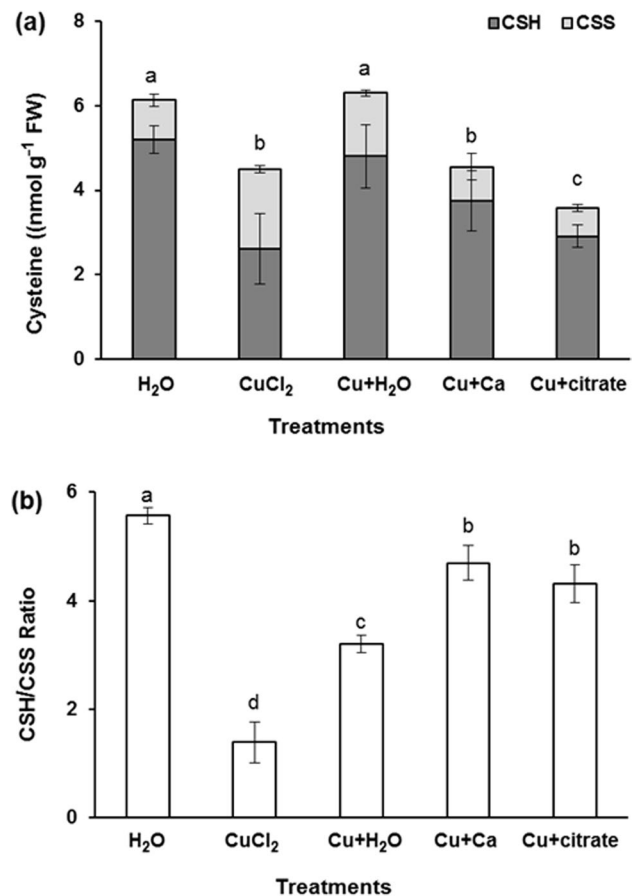 (a)
CSH CSS
Cysteine ((nmol g⁻¹ FW)
8
6
4
2
0
a
b
a
b
c
H₂O CuCl₂ Cu+H₂O Cu+Ca Cu+citrate
Treatments
(b)
CSH/CSS Ratio
6
4
2
0
a
d
c
b
b
H₂O CuCl₂ Cu+H₂O Cu+Ca Cu+citrate
Treatments